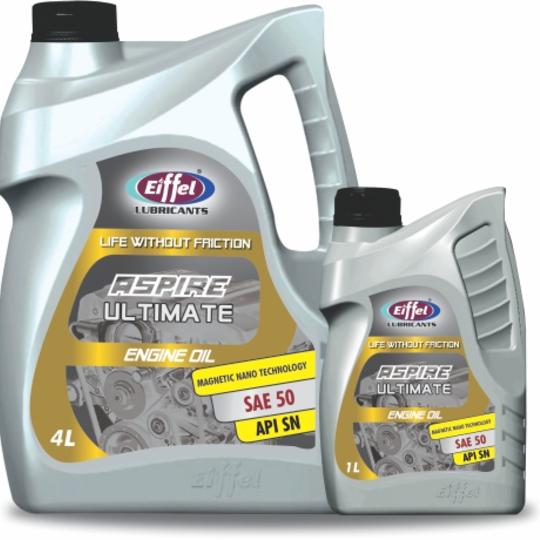 Eiffel®
LUBRICANTS
LIFE WITHOUT FRICTION
ASPIRE
ULTIMATE
ENGINE OIL
MAGNETIC NANO TECHNOLOGY
SAE 50
API SN
4L
Eiffel
Eiffel
LUBRICANTS
LIFE WITHOUT FRICTION
ASPIRE
ULTIMATE
ENGINE OIL
MAGNETIC NANO TECHNOLOGY
SAE 50
API SN
1L
Eiffel